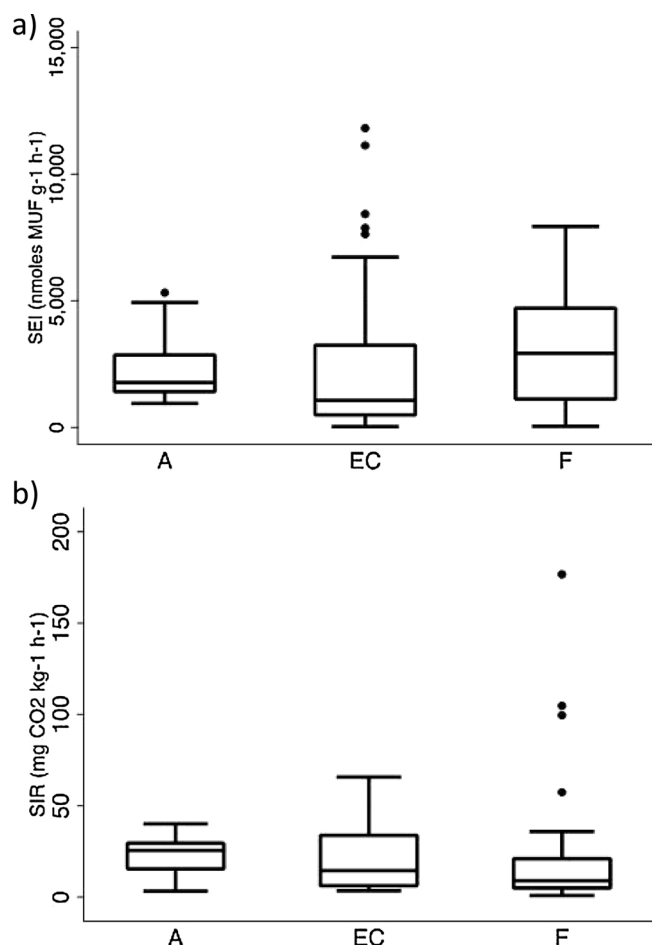 a)
15,000
10,000
5,000
0
SEI (nmoles MUF g-1 h-1)
A EC F
b)
200
150
100
50
0
SIR (mg CO2 kg-1 h-1)
A EC F